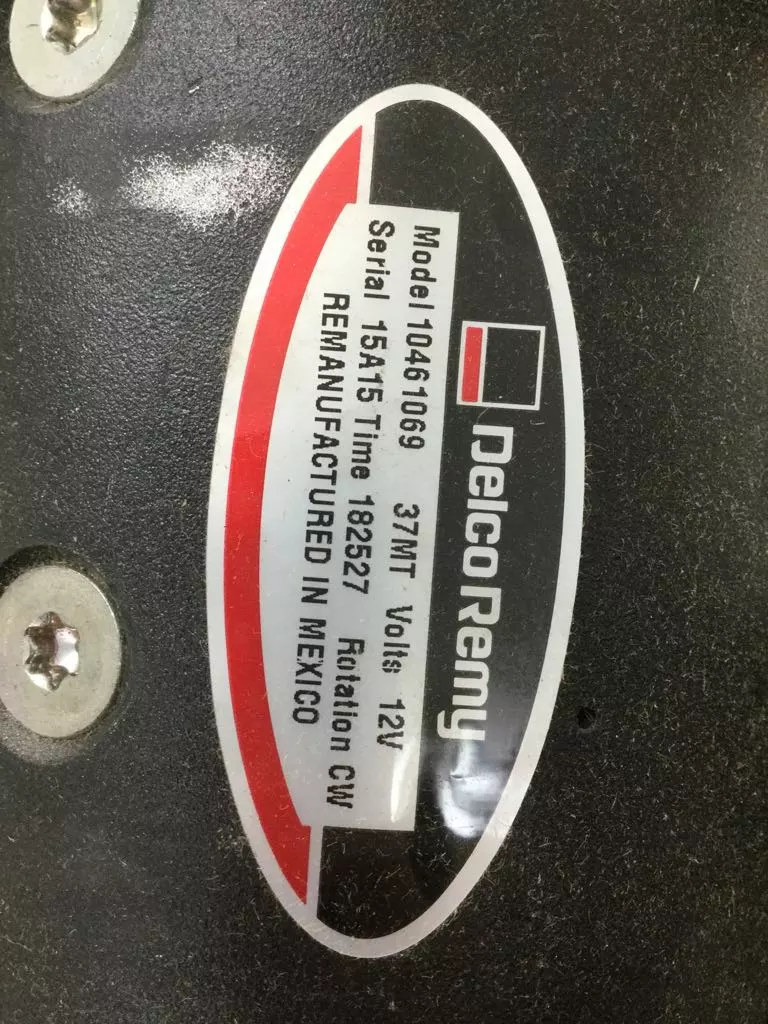 Delco Remy
Model 10461069 37MT Volts 12V
Serial 15A15 Time 182527 Rotation CW
REMANUFACTURED IN MEXICO